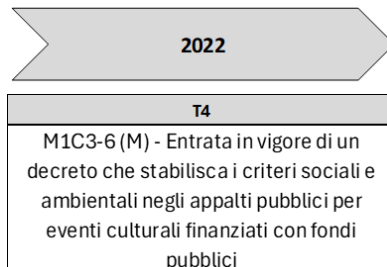 2022
T4
M1C3-6 (M) - Entrata in vigore di un
decreto che stabilisca i criteri sociali e
ambientali negli appalti pubblici per
eventi culturali finanziati con fondi
pubblici